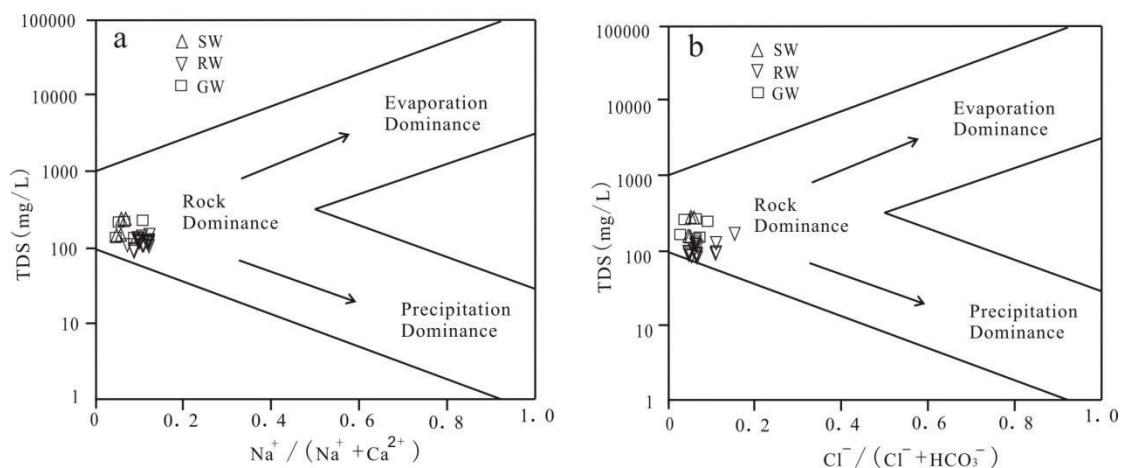 a
SW
RW
GW
100000
10000
1000
100
10
1
TDS (mg/L)
Evaporation
Dominance
Rock
Dominance
Precipitation
Dominance
0
0.2
0.4
0.6
0.8
1.0
Na⁺/(Na⁺+Ca²⁺)
b
SW
RW
GW
100000
10000
1000
100
10
1
TDS (mg/L)
Evaporation
Dominance
Rock
Dominance
Precipitation
Dominance
0
0.2
0.4
0.6
0.8
1.0
Cl⁻/(Cl⁻+HCO₃⁻)